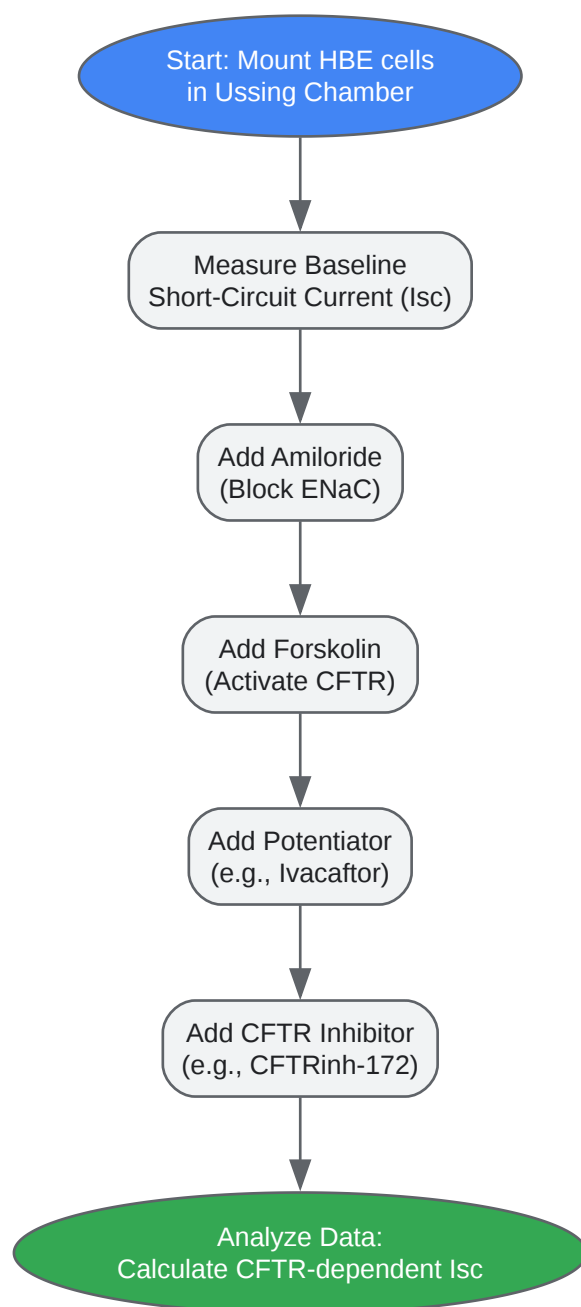 Start: Mount HBE cells
in Ussing Chamber
Measure Baseline
Short-Circuit Current (Isc)
Add Amiloride
(Block ENaC)
Add Forskolin
(Activate CFTR)
Add Potentiator
(e.g., Ivacaftor)
Add CFTR Inhibitor
(e.g., CFTRinh-172)
Analyze Data:
Calculate CFTR-dependent Isc